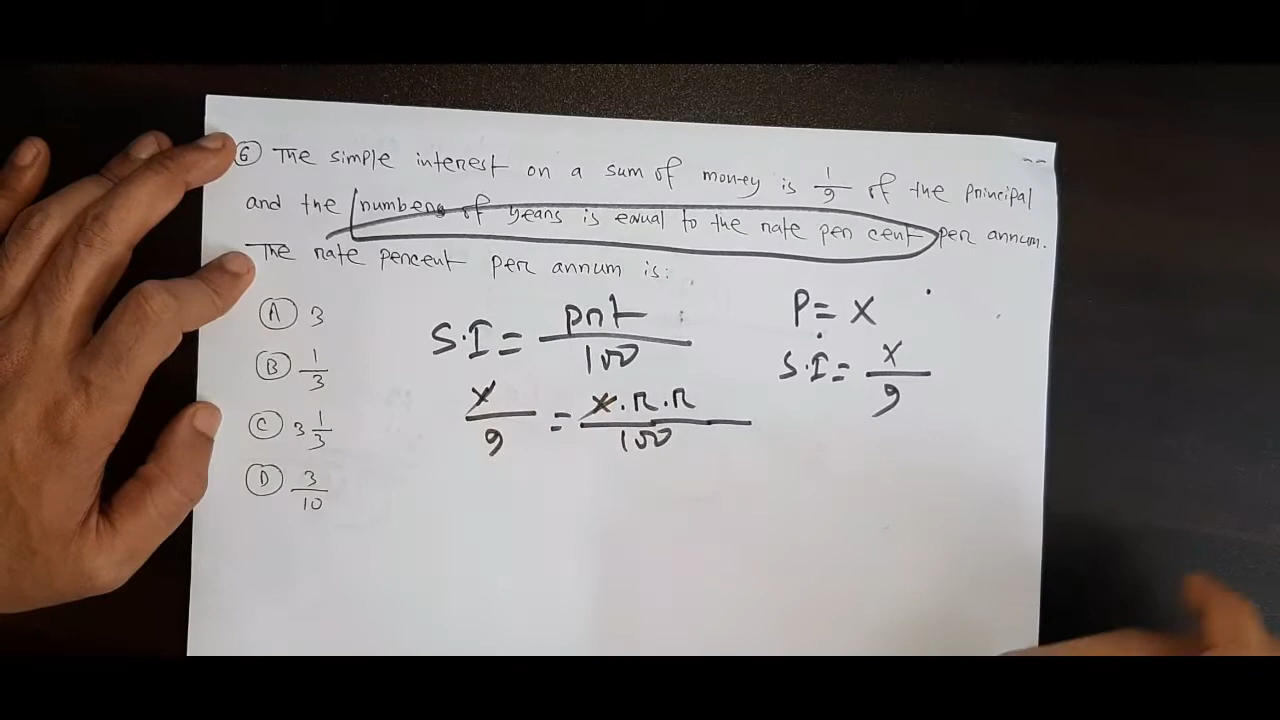 6 The simple interest on a sum of money is 1/9 of the principal
and the numbers of years is equal to the rate per cent per annum.
The rate percent per annum is:
A 3
B 1/3
C 3 1/3
D 3/10
S.I = prt/100
x/9 = x.r.r/100
P = x
S.I = x/9